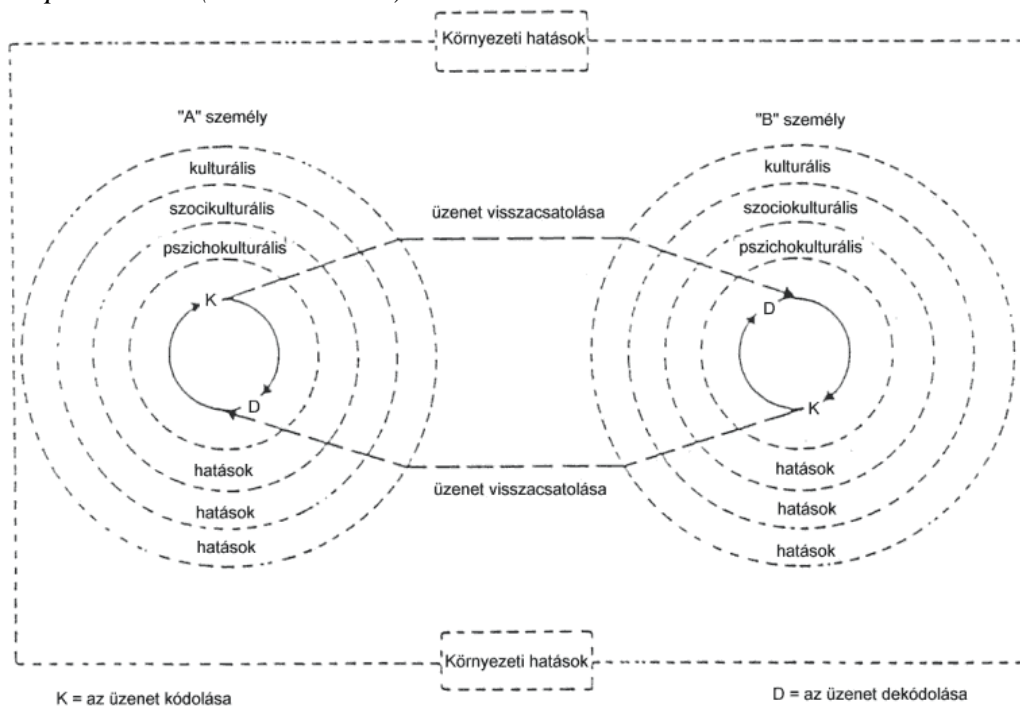 Környezeti hatások
"A" személy
"B" személy
kulturális
kulturális
szocikulturális
szociokulturális
üzenet visszacsatolása
pszichokulturális
pszichokulturális
K
D
D
K
hatások
hatások
üzenet visszacsatolása
hatások
hatások
hatások
hatások
Környezeti hatások
K = az üzenet kódolása
D = az üzenet dekódolása